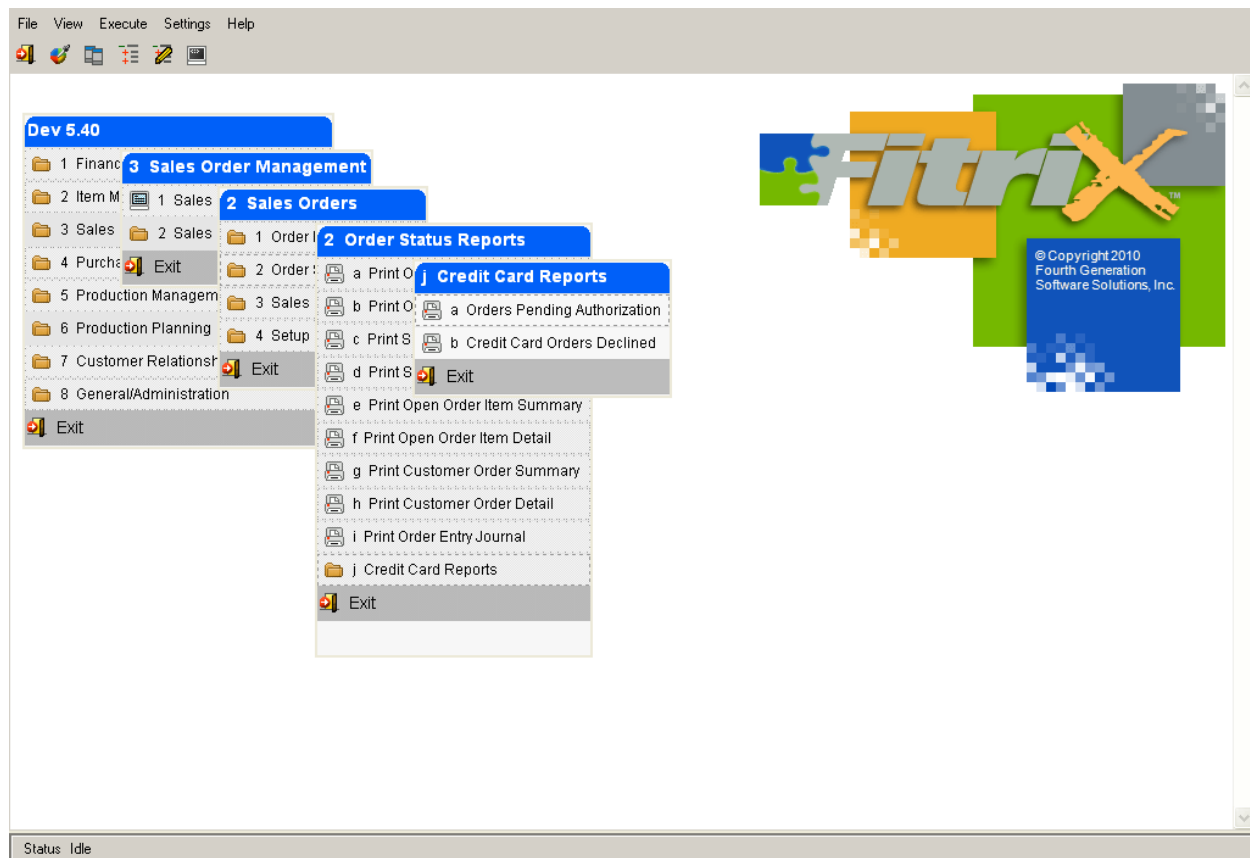 File View Execute Settings Help
Dev 5.40
1 Financ
2 Item M
3 Sales
4 Purcha
5 Production Managem
6 Production Planning
7 Customer Relationsh
8 General/Administration
Exit
3 Sales Order Management
1 Sales
2 Sales
Exit
2 Sales Orders
1 Order
2 Order
3 Sales
4 Setup
Exit
2 Order Status Reports
a Print O
b Print O
c Print S
d Print S
e Print Open Order Item Summary
f Print Open Order Item Detail
g Print Customer Order Summary
h Print Customer Order Detail
i Print Order Entry Journal
j Credit Card Reports
Exit
j Credit Card Reports
a Orders Pending Authorization
b Credit Card Orders Declined
Exit
FitriX
TM
© Copyright 2010
Fourth Generation
Software Solutions, Inc.
Status Idle